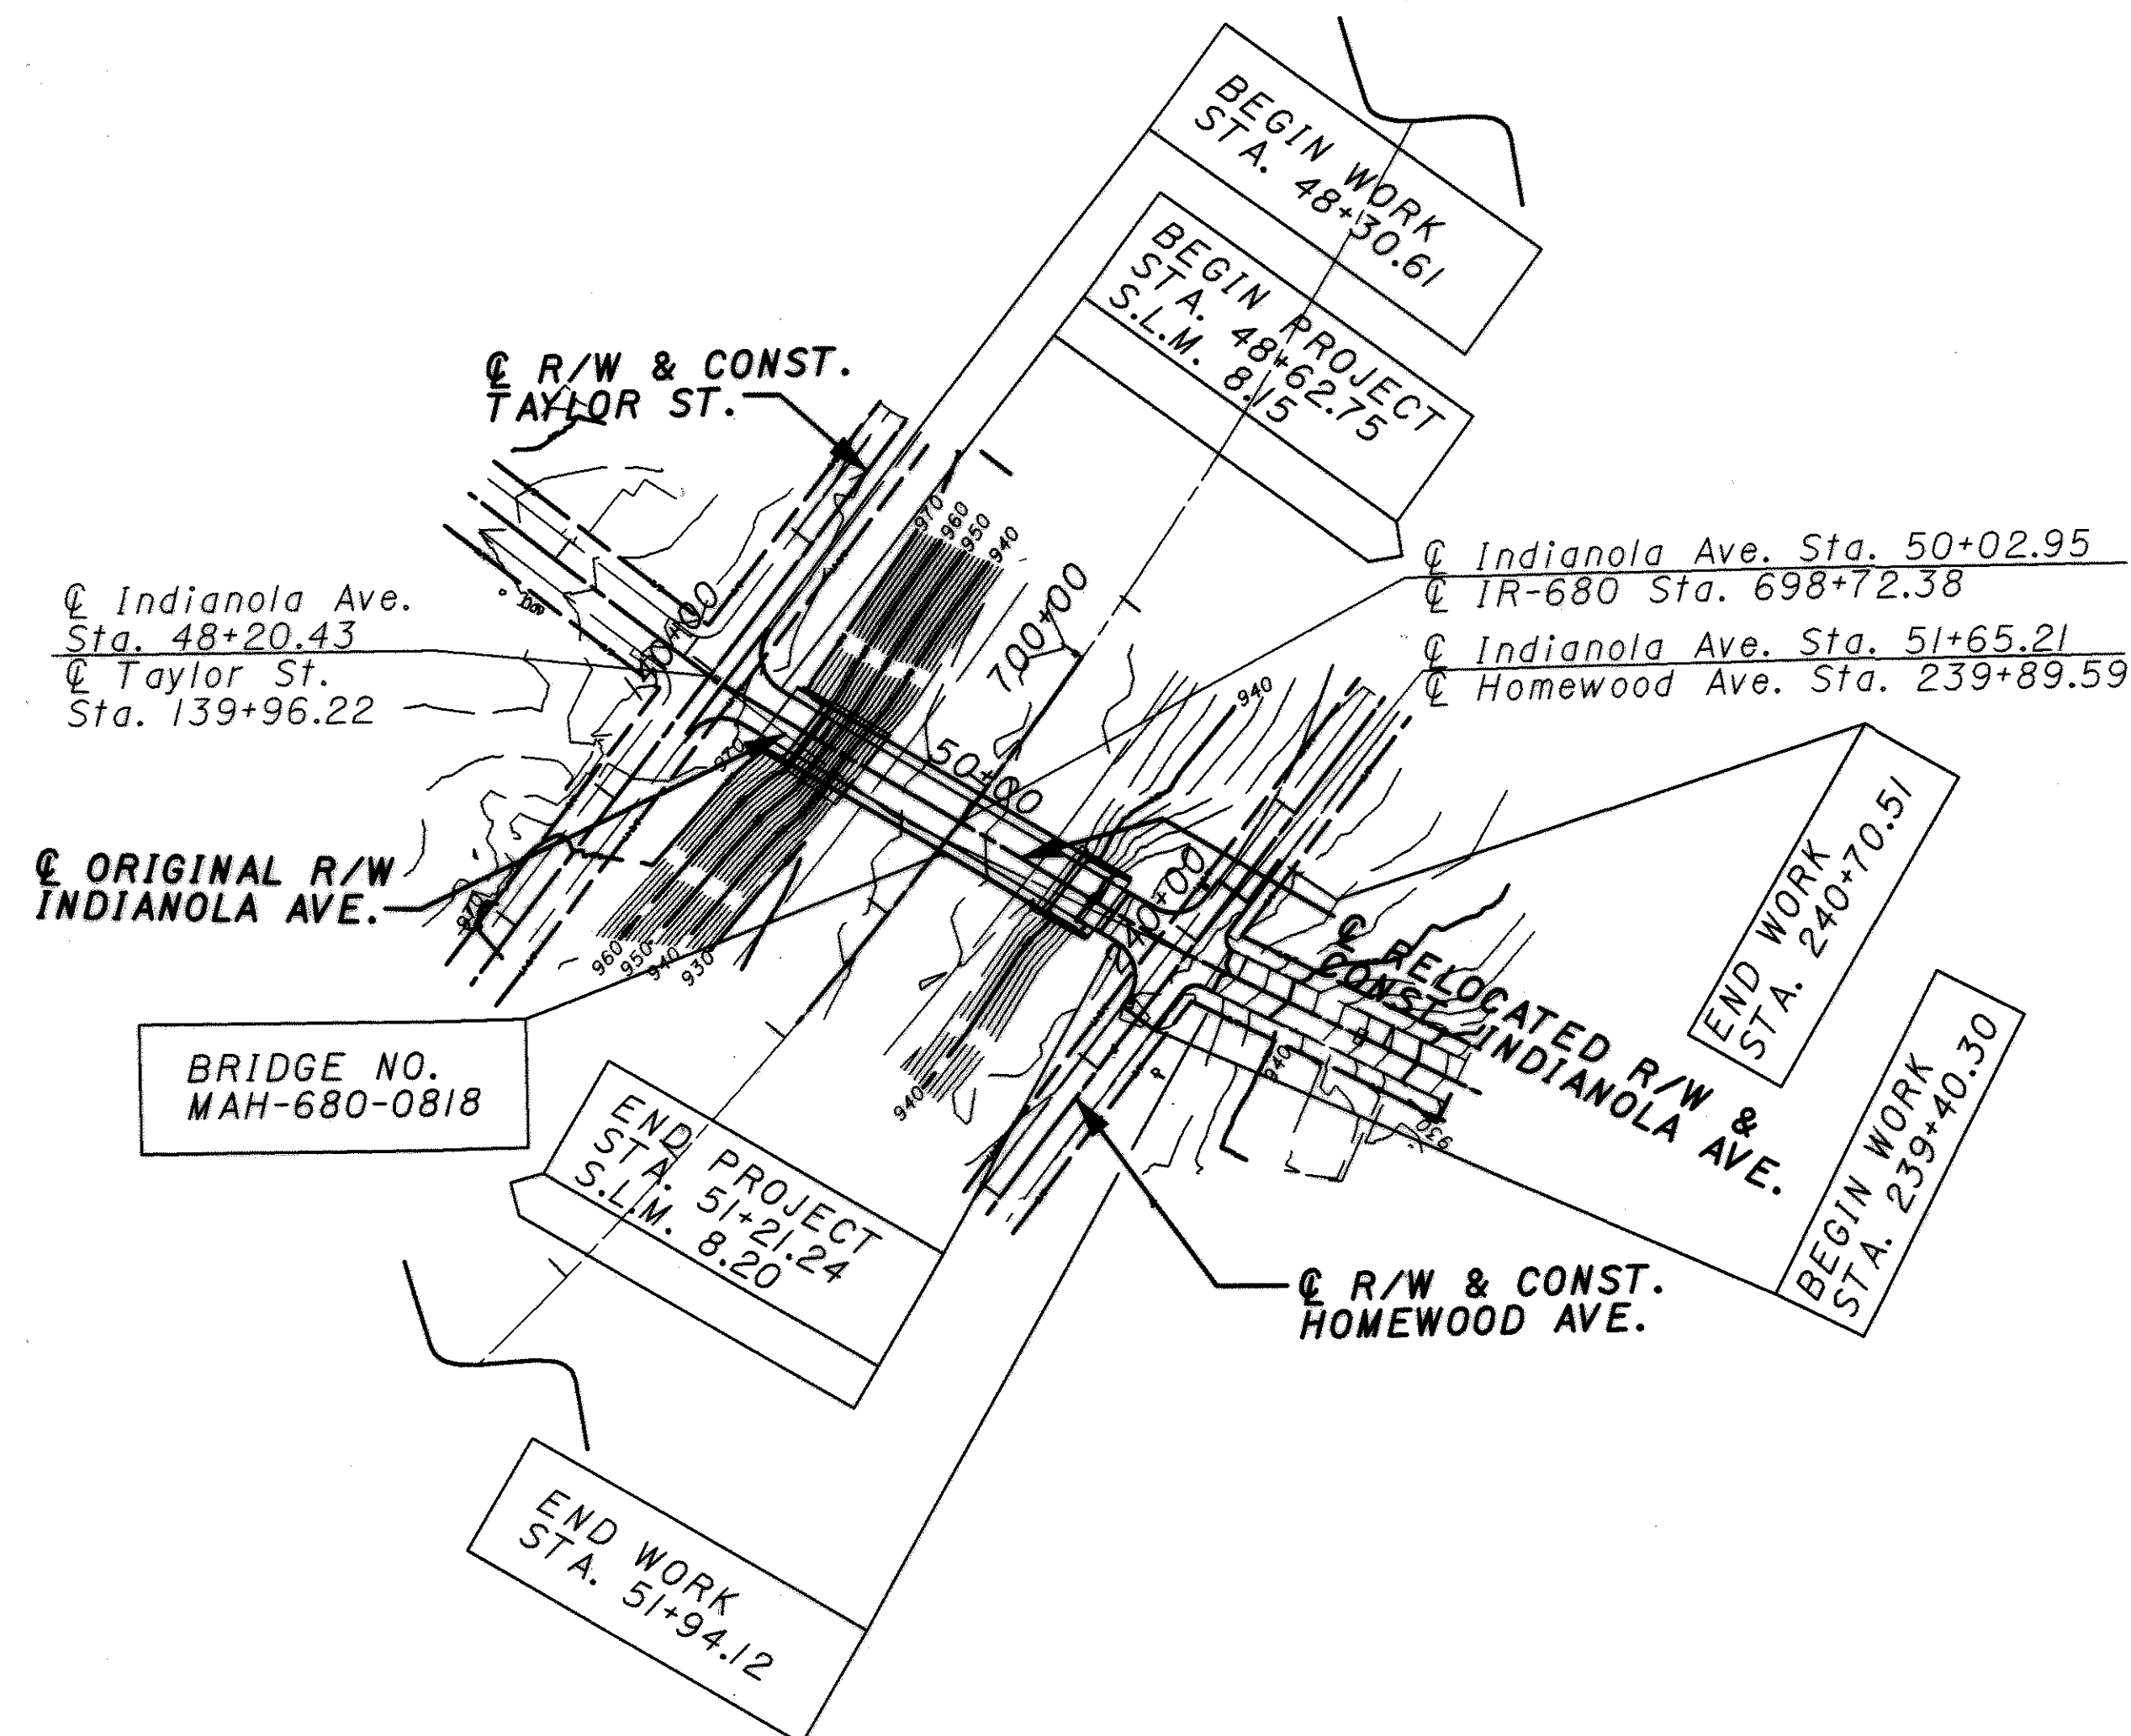 BEGIN WORK
STA. 48+30.61
BEGIN PROJECT
STA. 48+62.75
S.L.M. 8.15
℄ R/W & CONST.
TAYLOR ST.
970
960
950
940
700+00
℄ Indianola Ave. Sta. 50+02.95
℄ IR-680 Sta. 698+72.38
℄ Indianola Ave. Sta. 51+65.21
℄ Homewood Ave. Sta. 239+89.59
℄ Indianola Ave.
Sta. 48+20.43
℄ Taylor St.
Sta. 139+96.22
940
970
50+00
END WORK
STA. 240+70.51
℄ ORIGINAL R/W
INDIANOLA AVE.
970
960
950
940
930
℄ RELOCATED R/W &
CONST. INDIANOLA AVE.
BEGIN WORK
STA. 239+40.30
BRIDGE NO.
MAH-680-0818
940
940
930
END PROJECT
STA. 51+21.24
S.L.M. 8.20
℄ R/W & CONST.
HOMEWOOD AVE.
END WORK
STA. 51+94.12